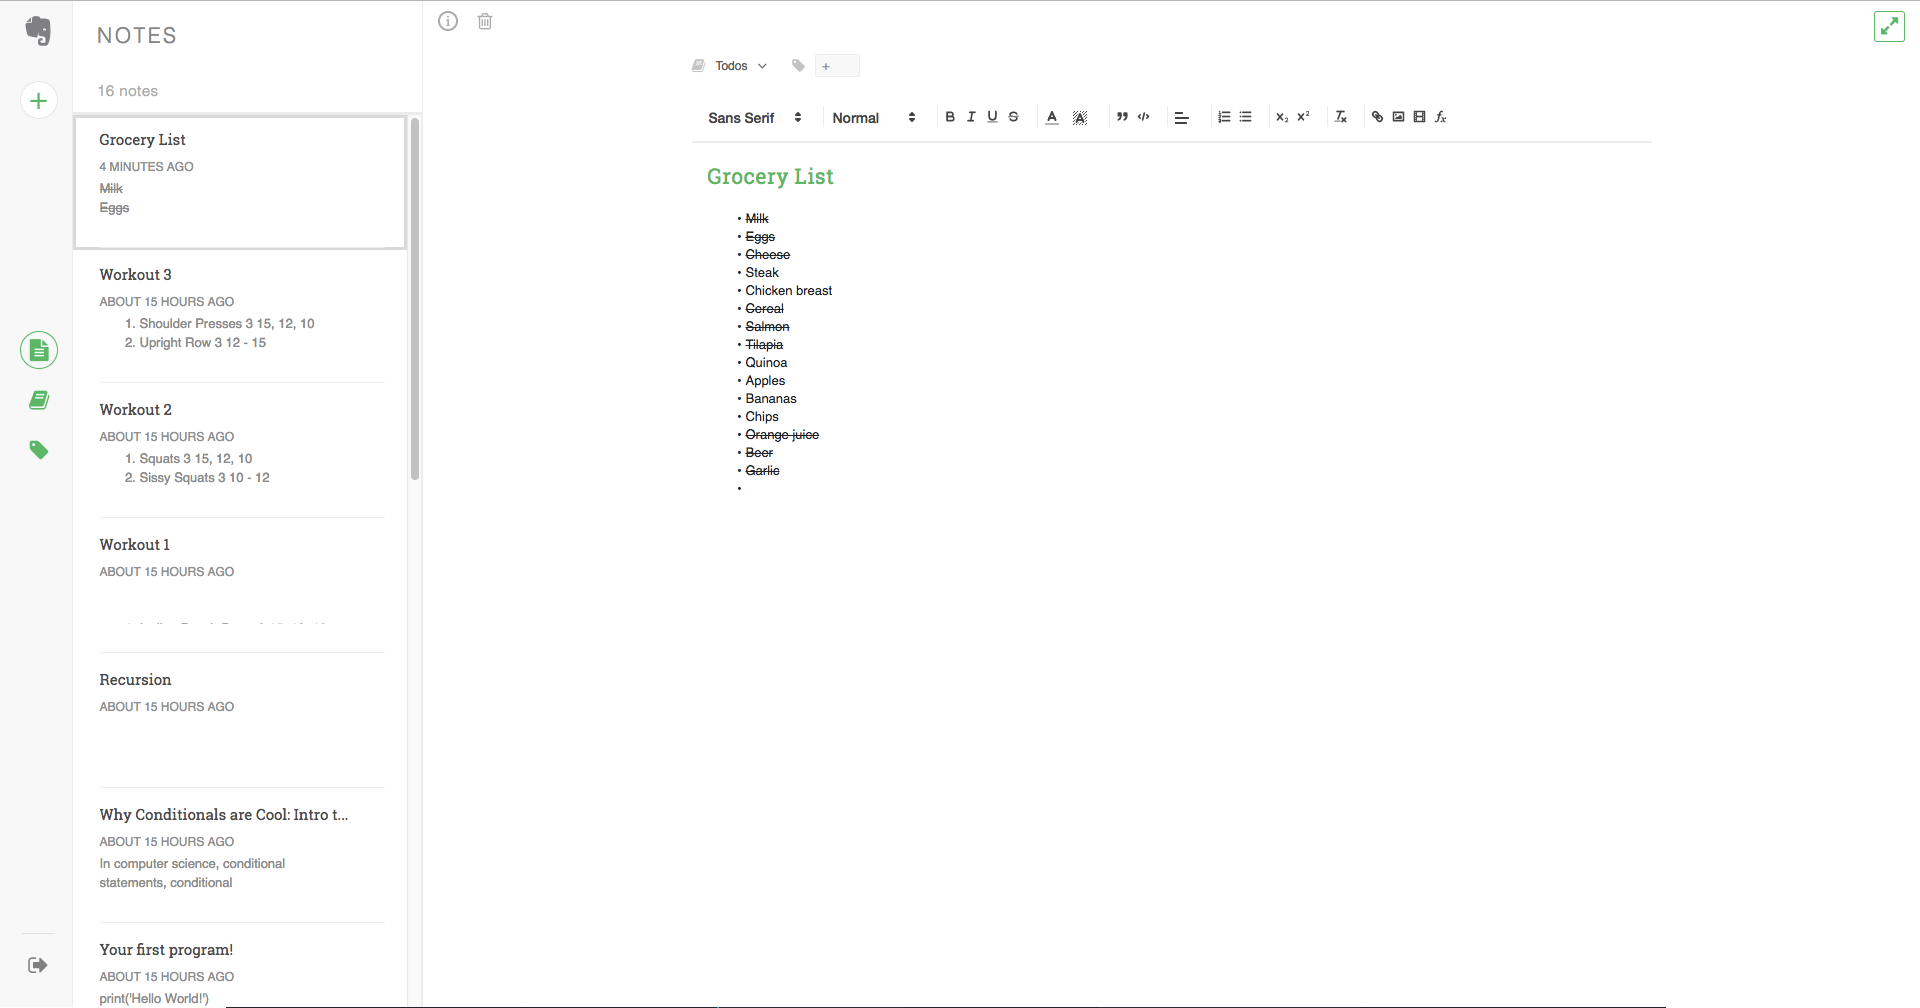 NOTES
16 notes
Grocery List
4 MINUTES AGO
Milk
Eggs
Workout 3
ABOUT 15 HOURS AGO
1. Shoulder Presses 3 15, 12, 10
2. Upright Row 3 12 - 15
Workout 2
ABOUT 15 HOURS AGO
1. Squats 3 15, 12, 10
2. Sissy Squats 3 10 - 12
Workout 1
ABOUT 15 HOURS AGO
Recursion
ABOUT 15 HOURS AGO
Why Conditionals are Cool: Intro t...
ABOUT 15 HOURS AGO
In computer science, conditional
statements, conditional
Your first program!
ABOUT 15 HOURS AGO
print('Hello World!')
Todos +
Sans Serif Normal B I U S A A ” </> x₂ x² Tx fx
Grocery List
• Milk
• Eggs
• Cheese
• Steak
• Chicken breast
• Cereal
• Salmon
• Tilapia
• Quinoa
• Apples
• Bananas
• Chips
• Orange juice
• Beer
• Garlic
•